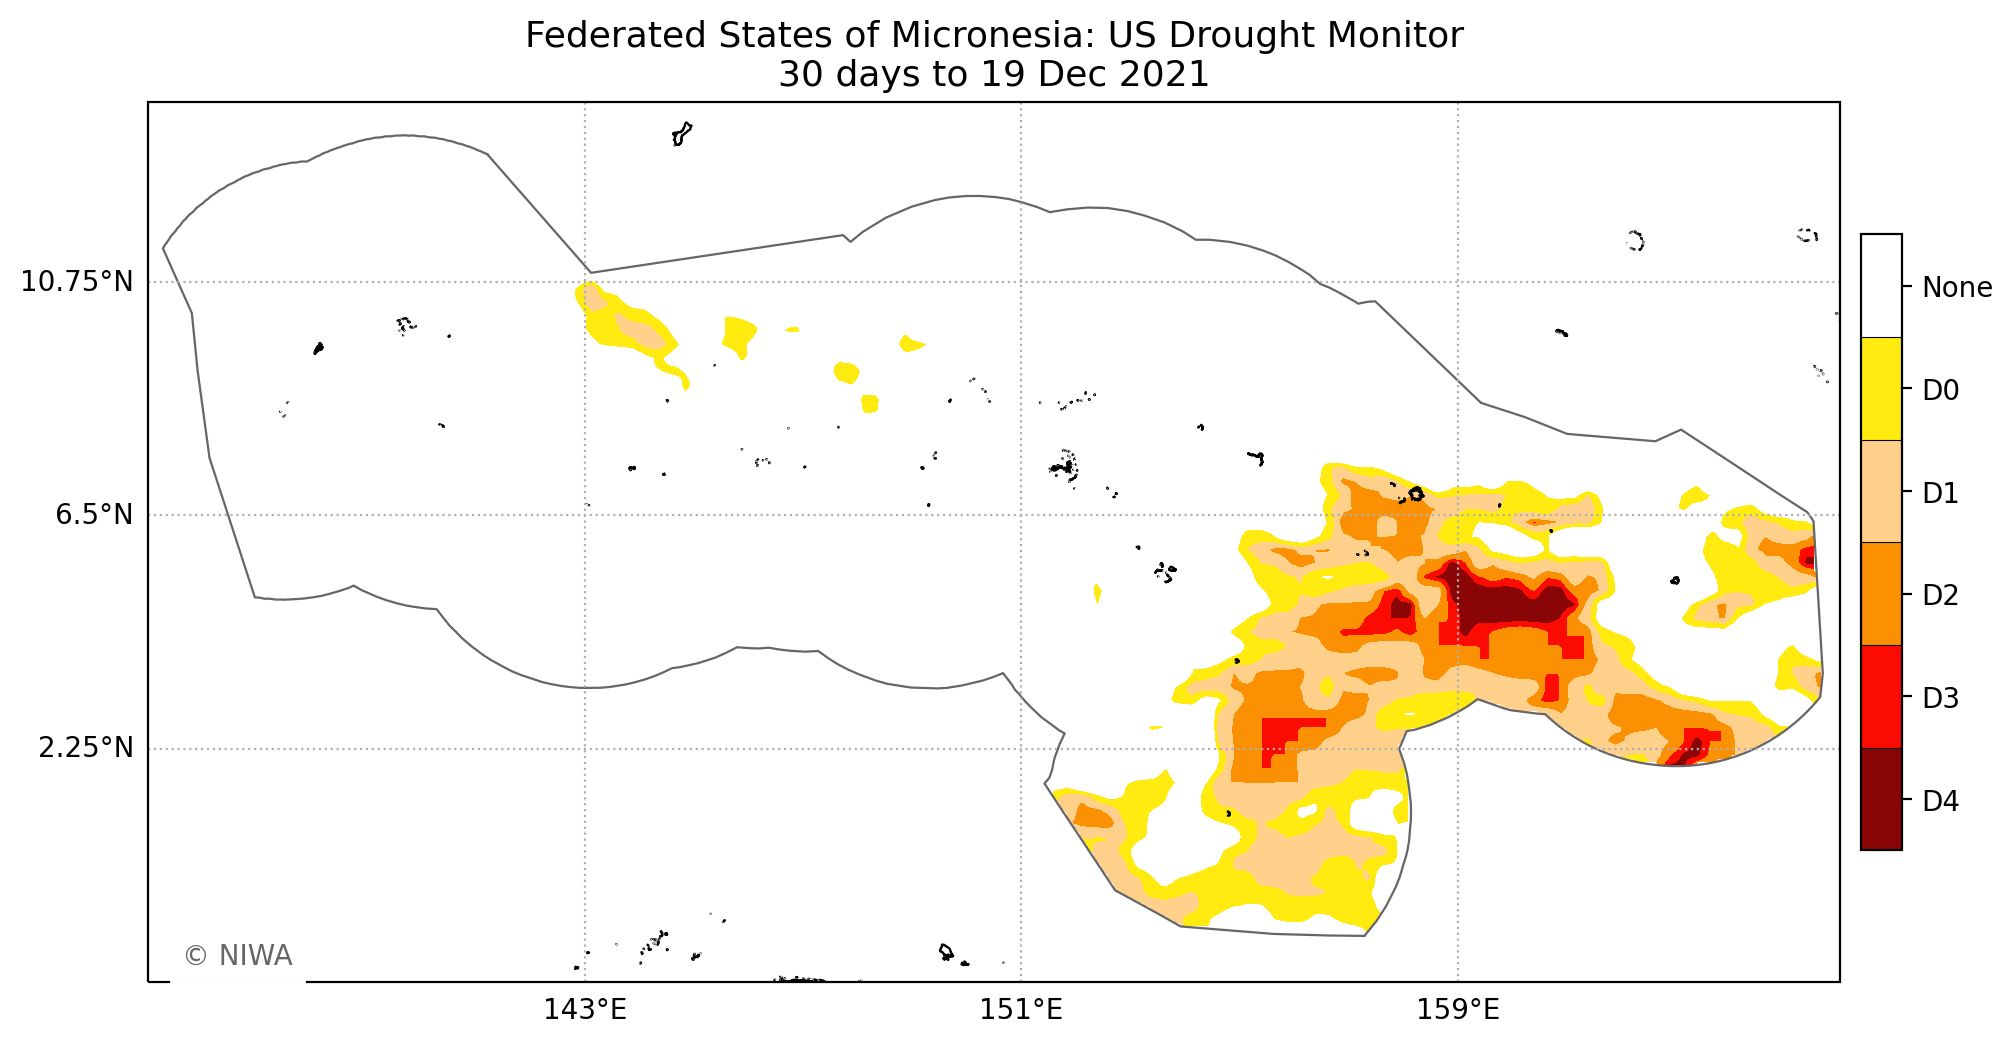 Federated States of Micronesia: US Drought Monitor
30 days to 19 Dec 2021
10.75°N
6.5°N
2.25°N
143°E
151°E
159°E
None
D0
D1
D2
D3
D4
© NIWA